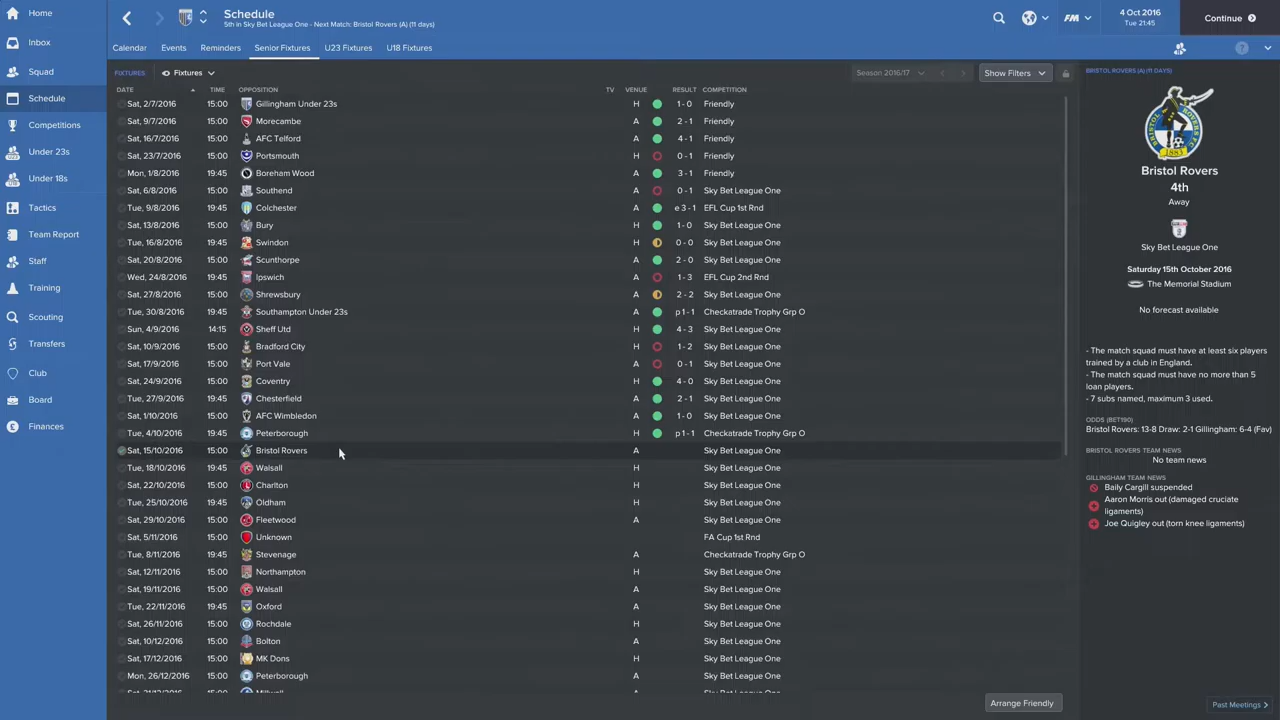 Home
Inbox
Squad
Schedule
Competitions
Under 23s
Under 18s
Tactics
Team Report
Staff
Training
Scouting
Transfers
Club
Board
Finances
Schedule
5th in Sky Bet League One - Next Match: Bristol Rovers (A) (11 days)
FM
4 Oct 2016
Tue 21:45
Continue
Calendar Events Reminders Senior Fixtures U23 Fixtures U18 Fixtures
FIXTURES Fixtures Season 2016/17 Show Filters
DATE TIME OPPOSITION TV VENUE RESULT COMPETITION
Sat, 2/7/2016 15:00 Gillingham Under 23s H 1 - 0 Friendly
Sat, 9/7/2016 15:00 Morecambe A 2 - 1 Friendly
Sat, 16/7/2016 15:00 AFC Telford A 4 - 1 Friendly
Sat, 23/7/2016 15:00 Portsmouth H 0 - 1 Friendly
Mon, 1/8/2016 19:45 Boreham Wood A 3 - 1 Friendly
Sat, 6/8/2016 15:00 Southend A 0 - 1 Sky Bet League One
Tue, 9/8/2016 19:45 Colchester A e 3 - 1 EFL Cup 1st Rnd
Sat, 13/8/2016 15:00 Bury H 1 - 0 Sky Bet League One
Tue, 16/8/2016 19:45 Swindon H 0 - 0 Sky Bet League One
Sat, 20/8/2016 15:00 Scunthorpe A 2 - 0 Sky Bet League One
Wed, 24/8/2016 19:45 Ipswich A 1 - 3 EFL Cup 2nd Rnd
Sat, 27/8/2016 15:00 Shrewsbury A 2 - 2 Sky Bet League One
Tue, 30/8/2016 19:45 Southampton Under 23s A p 1 - 1 Checkatrade Trophy Grp O
Sun, 4/9/2016 14:15 Sheff Utd H 4 - 3 Sky Bet League One
Sat, 10/9/2016 15:00 Bradford City H 1 - 2 Sky Bet League One
Sat, 17/9/2016 15:00 Port Vale A 0 - 1 Sky Bet League One
Sat, 24/9/2016 15:00 Coventry H 4 - 0 Sky Bet League One
Tue, 27/9/2016 19:45 Chesterfield A 2 - 1 Sky Bet League One
Sat, 1/10/2016 15:00 AFC Wimbledon A 1 - 0 Sky Bet League One
Tue, 4/10/2016 19:45 Peterborough H p 1 - 1 Checkatrade Trophy Grp O
Sat, 15/10/2016 15:00 Bristol Rovers A Sky Bet League One
Tue, 18/10/2016 19:45 Walsall H Sky Bet League One
Sat, 22/10/2016 15:00 Charlton H Sky Bet League One
Tue, 25/10/2016 19:45 Oldham H Sky Bet League One
Sat, 29/10/2016 15:00 Fleetwood A Sky Bet League One
Sat, 5/11/2016 15:00 Unknown FA Cup 1st Rnd
Tue, 8/11/2016 19:45 Stevenage A Checkatrade Trophy Grp O
Sat, 12/11/2016 15:00 Northampton H Sky Bet League One
Sat, 19/11/2016 15:00 Walsall A Sky Bet League One
Tue, 22/11/2016 19:45 Oxford A Sky Bet League One
Sat, 26/11/2016 15:00 Rochdale H Sky Bet League One
Sat, 10/12/2016 15:00 Bolton A Sky Bet League One
Sat, 17/12/2016 15:00 MK Dons H Sky Bet League One
Mon, 26/12/2016 15:00 Peterborough A Sky Bet League One
Arrange Friendly
BRISTOL ROVERS (A) (11 DAYS)
BRISTOL ROVERS F.C.
1883
Bristol Rovers
4th
Away
Sky Bet League One
Saturday 15th October 2016
The Memorial Stadium
No forecast available
- The match squad must have at least six players
trained by a club in England.
- The match squad must have no more than 5
loan players.
- 7 subs named, maximum 3 used.
ODDS (BET190)
Bristol Rovers: 13-8 Draw: 2-1 Gillingham: 6-4 (Fav)
BRISTOL ROVERS TEAM NEWS
No team news
GILLINGHAM TEAM NEWS
Baily Cargill suspended
Aaron Morris out (damaged cruciate
ligaments)
Joe Quigley out (torn knee ligaments)
Past Meetings